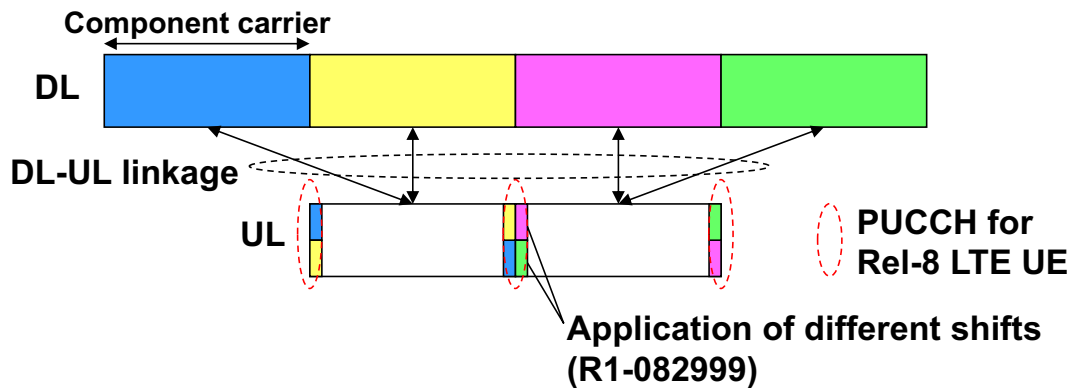 Component carrier
DL
DL-UL linkage
UL
PUCCH for
Rel-8 LTE UE
Application of different shifts
(R1-082999)